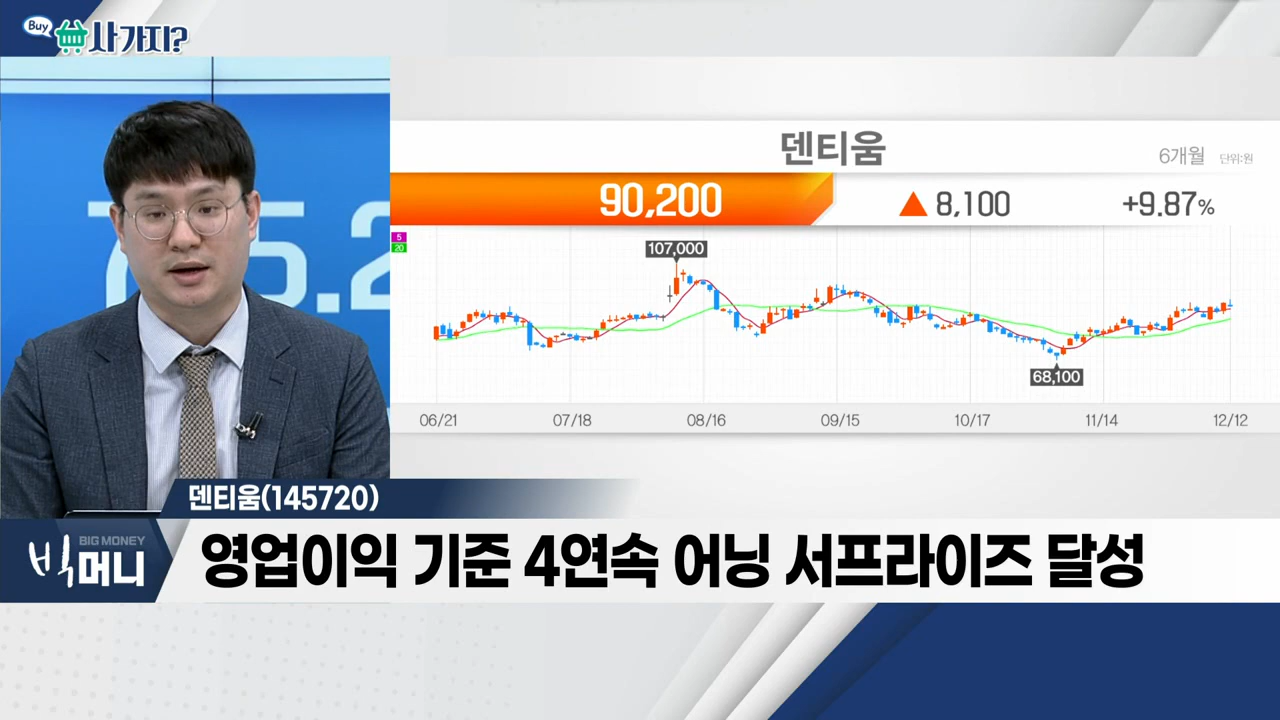 Buy
사가지?
덴티움
6개월 단위:원
90,200 ▲ 8,100 +9.87%
5
20
107,000
68,100
06/21 07/18 08/16 09/15 10/17 11/14 12/12
덴티움(145720)
BIG MONEY
빅머니
영업이익 기준 4연속 어닝 서프라이즈 달성